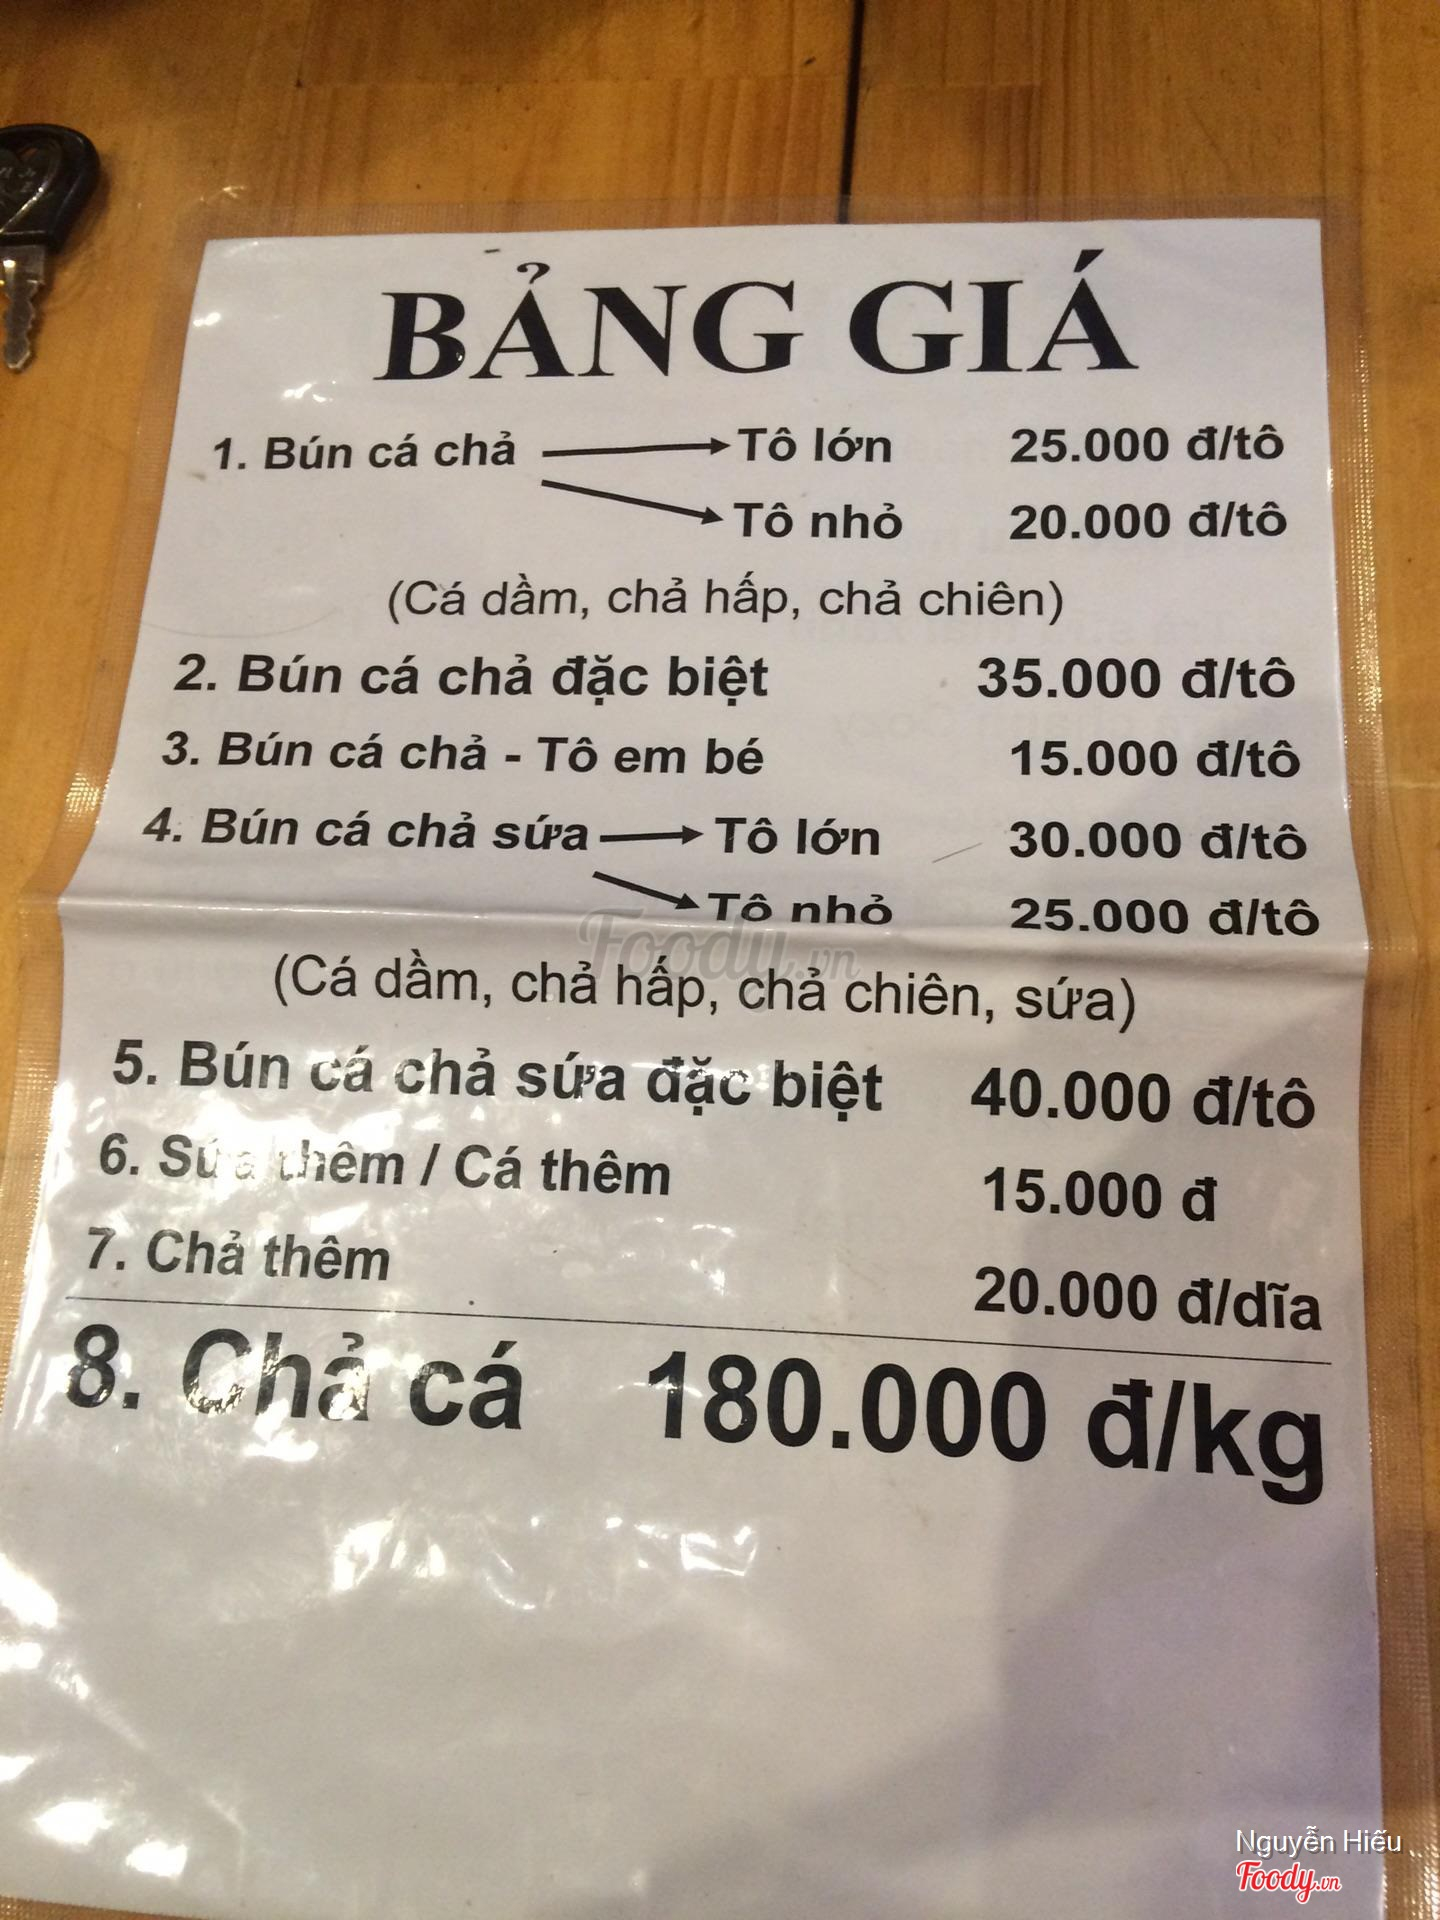 BẢNG GIÁ
1. Bún cá chả Tô lớn 25.000 đ/tô
Tô nhỏ 20.000 đ/tô
(Cá dầm, chả hấp, chả chiên)
2. Bún cá chả đặc biệt 35.000 đ/tô
3. Bún cá chả - Tô em bé 15.000 đ/tô
4. Bún cá chả sứa Tô lớn 30.000 đ/tô
Tô nhỏ 25.000 đ/tô
Foody.vn
(Cá dầm, chả hấp, chả chiên, sứa)
5. Bún cá chả sứa đặc biệt 40.000 đ/tô
6. Sứa thêm / Cá thêm 15.000 đ
7. Chả thêm 20.000 đ/dĩa
8. Chả cá 180.000 đ/kg
Nguyễn Hiếu
Foody.vn